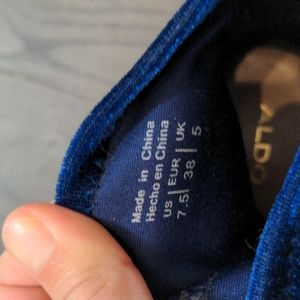 Made in China
Hecho en China
US | EUR | UK
7.5 | 38 | 5
ALDO